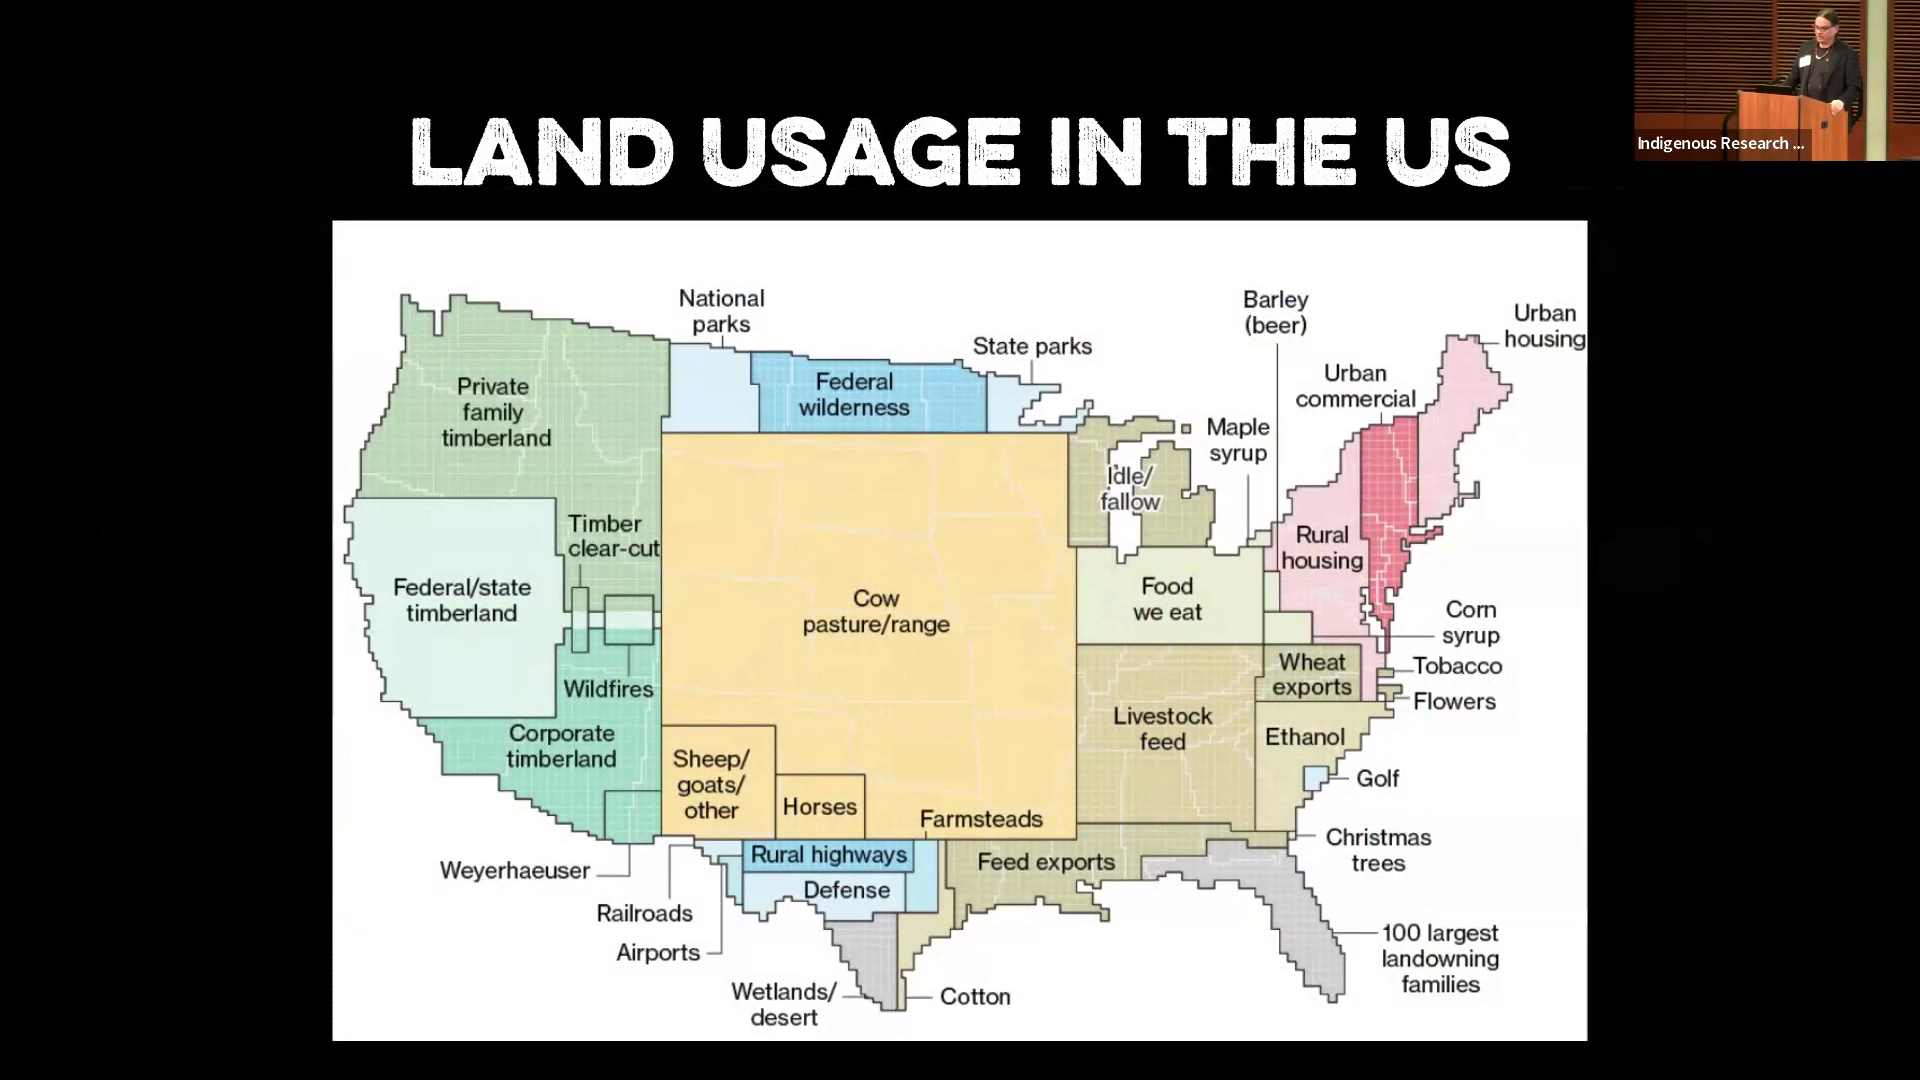 Indigenous Research ...
LAND USAGE IN THE US
National
parks
Barley
(beer)
Urban
housing
State parks
Private
family
timberland
Federal
wilderness
Urban
commercial
Maple
syrup
Idle/
fallow
Timber
clear-cut
Rural
housing
Federal/state
timberland
Cow
pasture/range
Food
we eat
Corn
syrup
Wildfires
Wheat
exports
Tobacco
Flowers
Corporate
timberland
Livestock
feed
Ethanol
Sheep/
goats/
other
Horses
Farmsteads
Golf
Christmas
trees
Weyerhaeuser
Rural highways
Feed exports
Defense
Railroads
Airports
100 largest
landowning
families
Wetlands/
desert
Cotton